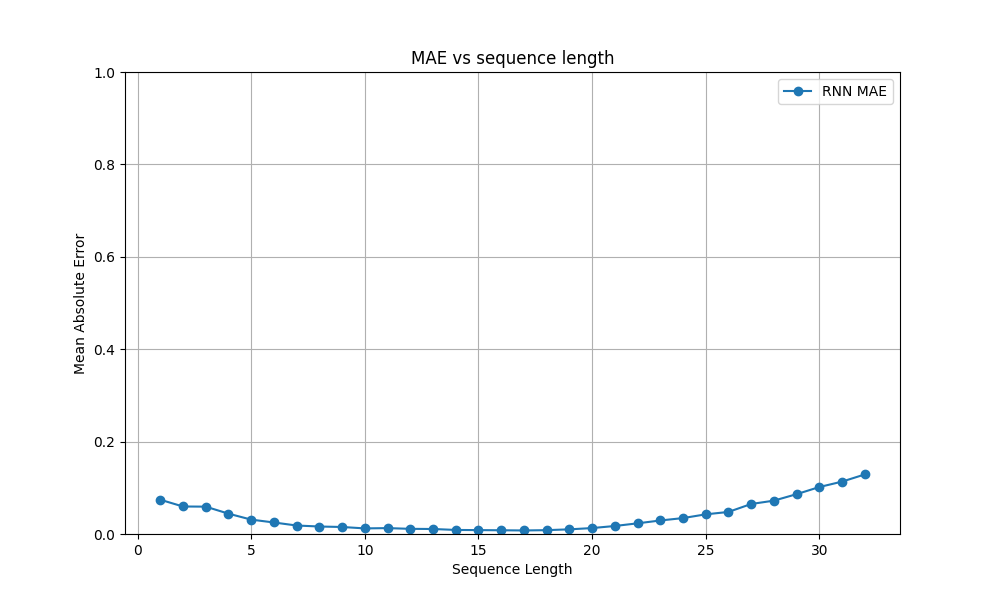 MAE vs sequence length
RNN MAE
Mean Absolute Error
1.0
0.8
0.6
0.4
0.2
0.0
0 5 10 15 20 25 30
Sequence Length